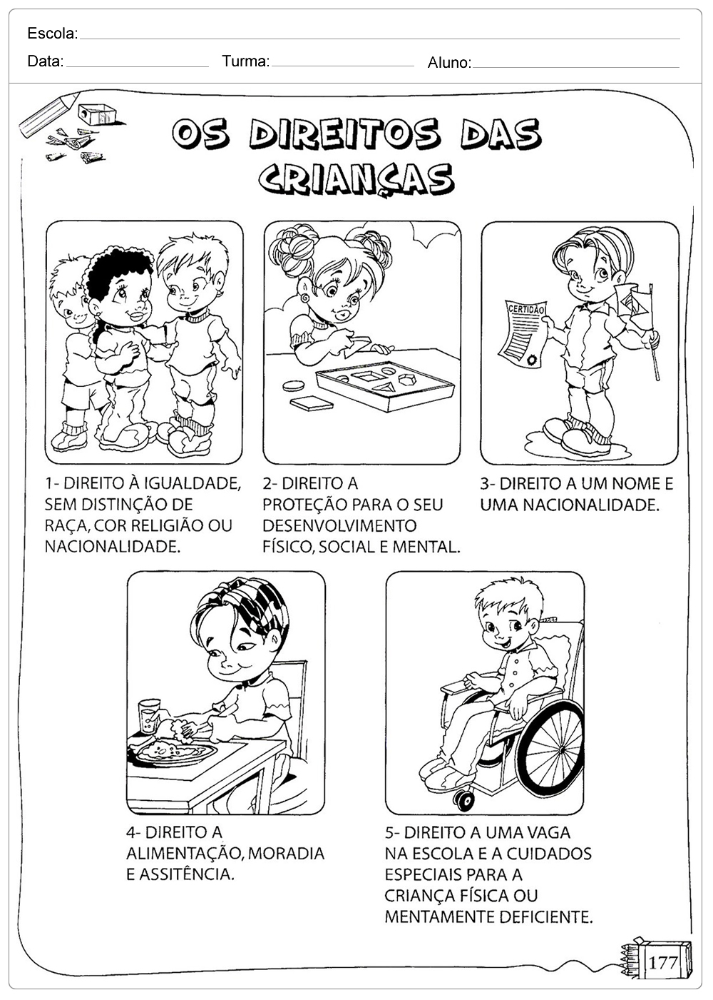 Escola:
Data: Turma: Aluno:
OS DIREITOS DAS
CRIANÇAS
CERTIDÃO
1- DIREITO À IGUALDADE,
SEM DISTINÇÃO DE
RAÇA, COR RELIGIÃO OU
NACIONALIDADE.
2- DIREITO A
PROTEÇÃO PARA O SEU
DESENVOLVIMENTO
FÍSICO, SOCIAL E MENTAL.
3- DIREITO A UM NOME E
UMA NACIONALIDADE.
4- DIREITO A
ALIMENTAÇÃO, MORADIA
E ASSITÊNCIA.
5- DIREITO A UMA VAGA
NA ESCOLA E A CUIDADOS
ESPECIAIS PARA A
CRIANÇA FÍSICA OU
MENTAMENTE DEFICIENTE.
177